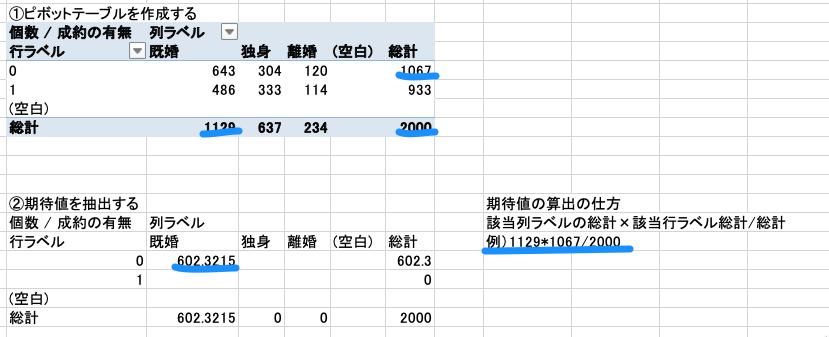 ①ピボットテーブルを作成する
個数 / 成約の有無 列ラベル
行ラベル 既婚 独身 離婚 (空白) 総計
0 643 304 120 1067
1 486 333 114 933
(空白)
総計 1129 637 234 2000
②期待値を抽出する 期待値の算出の仕方
個数 / 成約の有無 列ラベル 該当列ラベルの総計×該当行ラベル総計/総計
行ラベル 既婚 独身 離婚 (空白) 総計 例)1129*1067/2000
0 602.3215 602.3
1 0
(空白)
総計 602.3215 0 0 2000